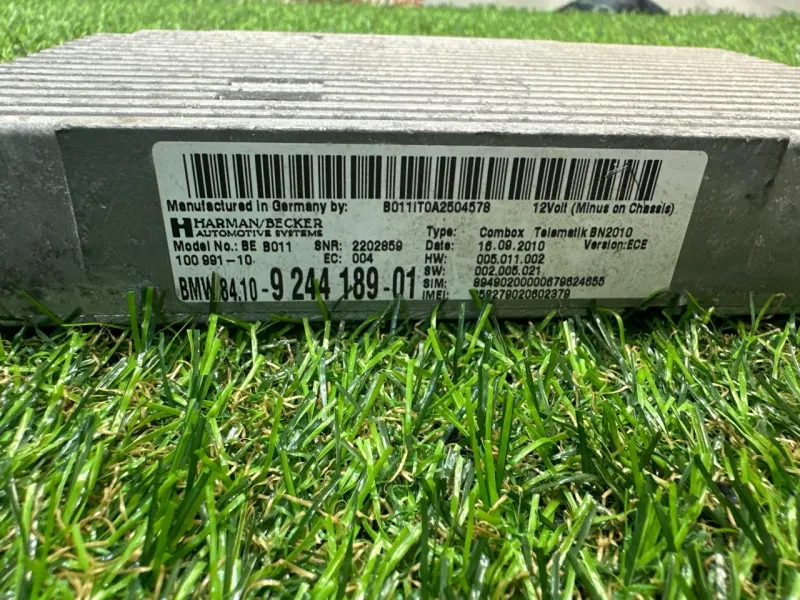 Manufactured in Germany by: B011IT0A2504578 12Volt (Minus on Chassis)
HARMAN/BECKER
AUTOMOTIVE SYSTEMS
Model No.: BE B011 SNR: 2202859
100 991-10 EC: 004
BMW 84.10-9 244 189-01
Type: Combox Telematik BN2010
Date: 16.09.2010 Version:ECE
HW: 005.011.002
SW: 002.005.021
SIM: 89490200000679624655
IMEI: